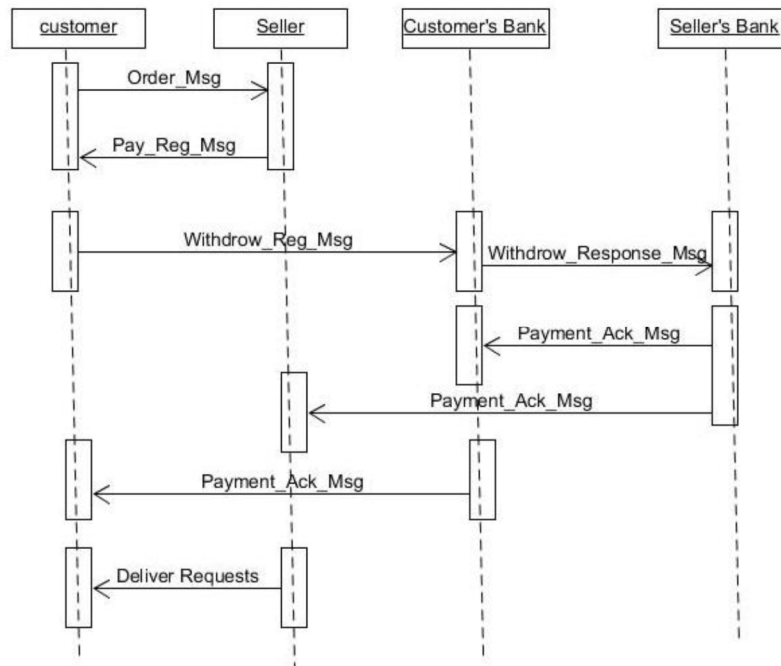 customer
Seller
Customer's Bank
Seller's Bank
Order_Msg
Pay_Reg_Msg
Withdrow_Reg_Msg
Withdrow_Response_Msg
Payment_Ack_Msg
Payment_Ack_Msg
Payment_Ack_Msg
Deliver Requests